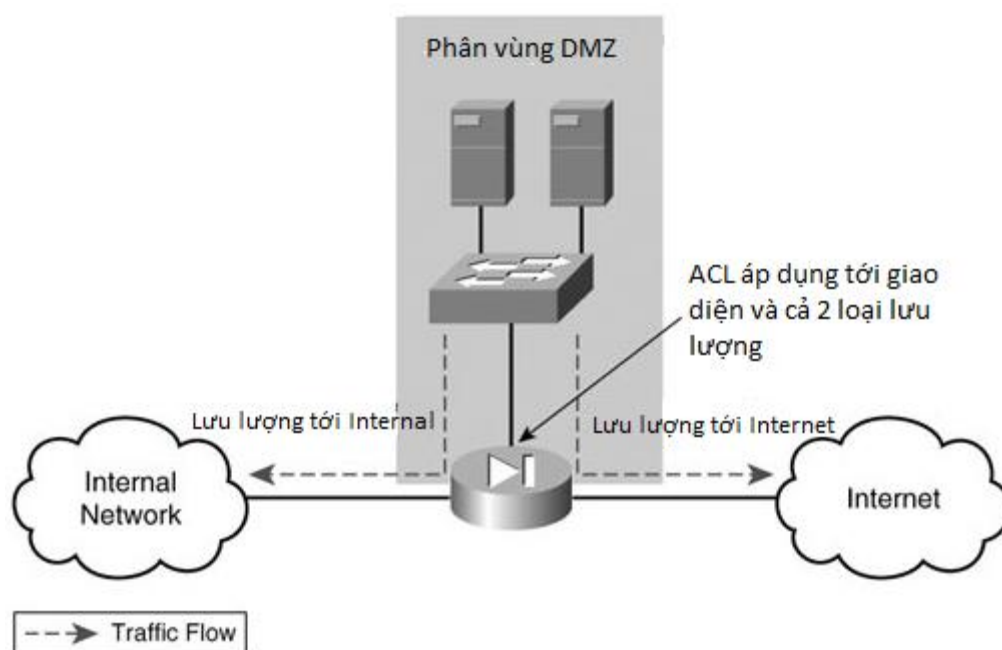 Phân vùng DMZ
ACL áp dụng tới giao
diện và cả 2 loại lưu
lượng
Lưu lượng tới Internal
Lưu lượng tới Internet
Internal
Network
Internet
Traffic Flow